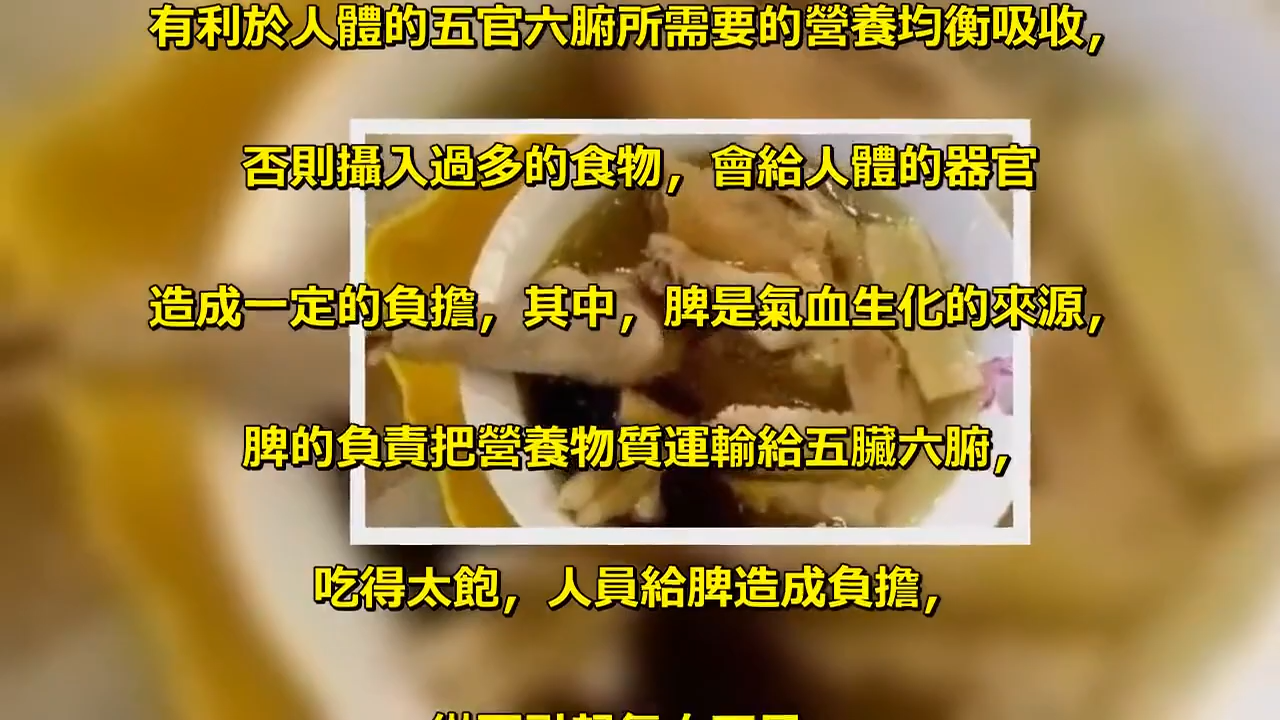 有利於人體的五官六腑所需要的營養均衡吸收，
否則攝入過多的食物，會給人體的器官
造成一定的負擔，其中，脾是氣血生化的來源，
脾的負責把營養物質運輸給五臟六腑，
吃得太飽，人員給脾造成負擔，